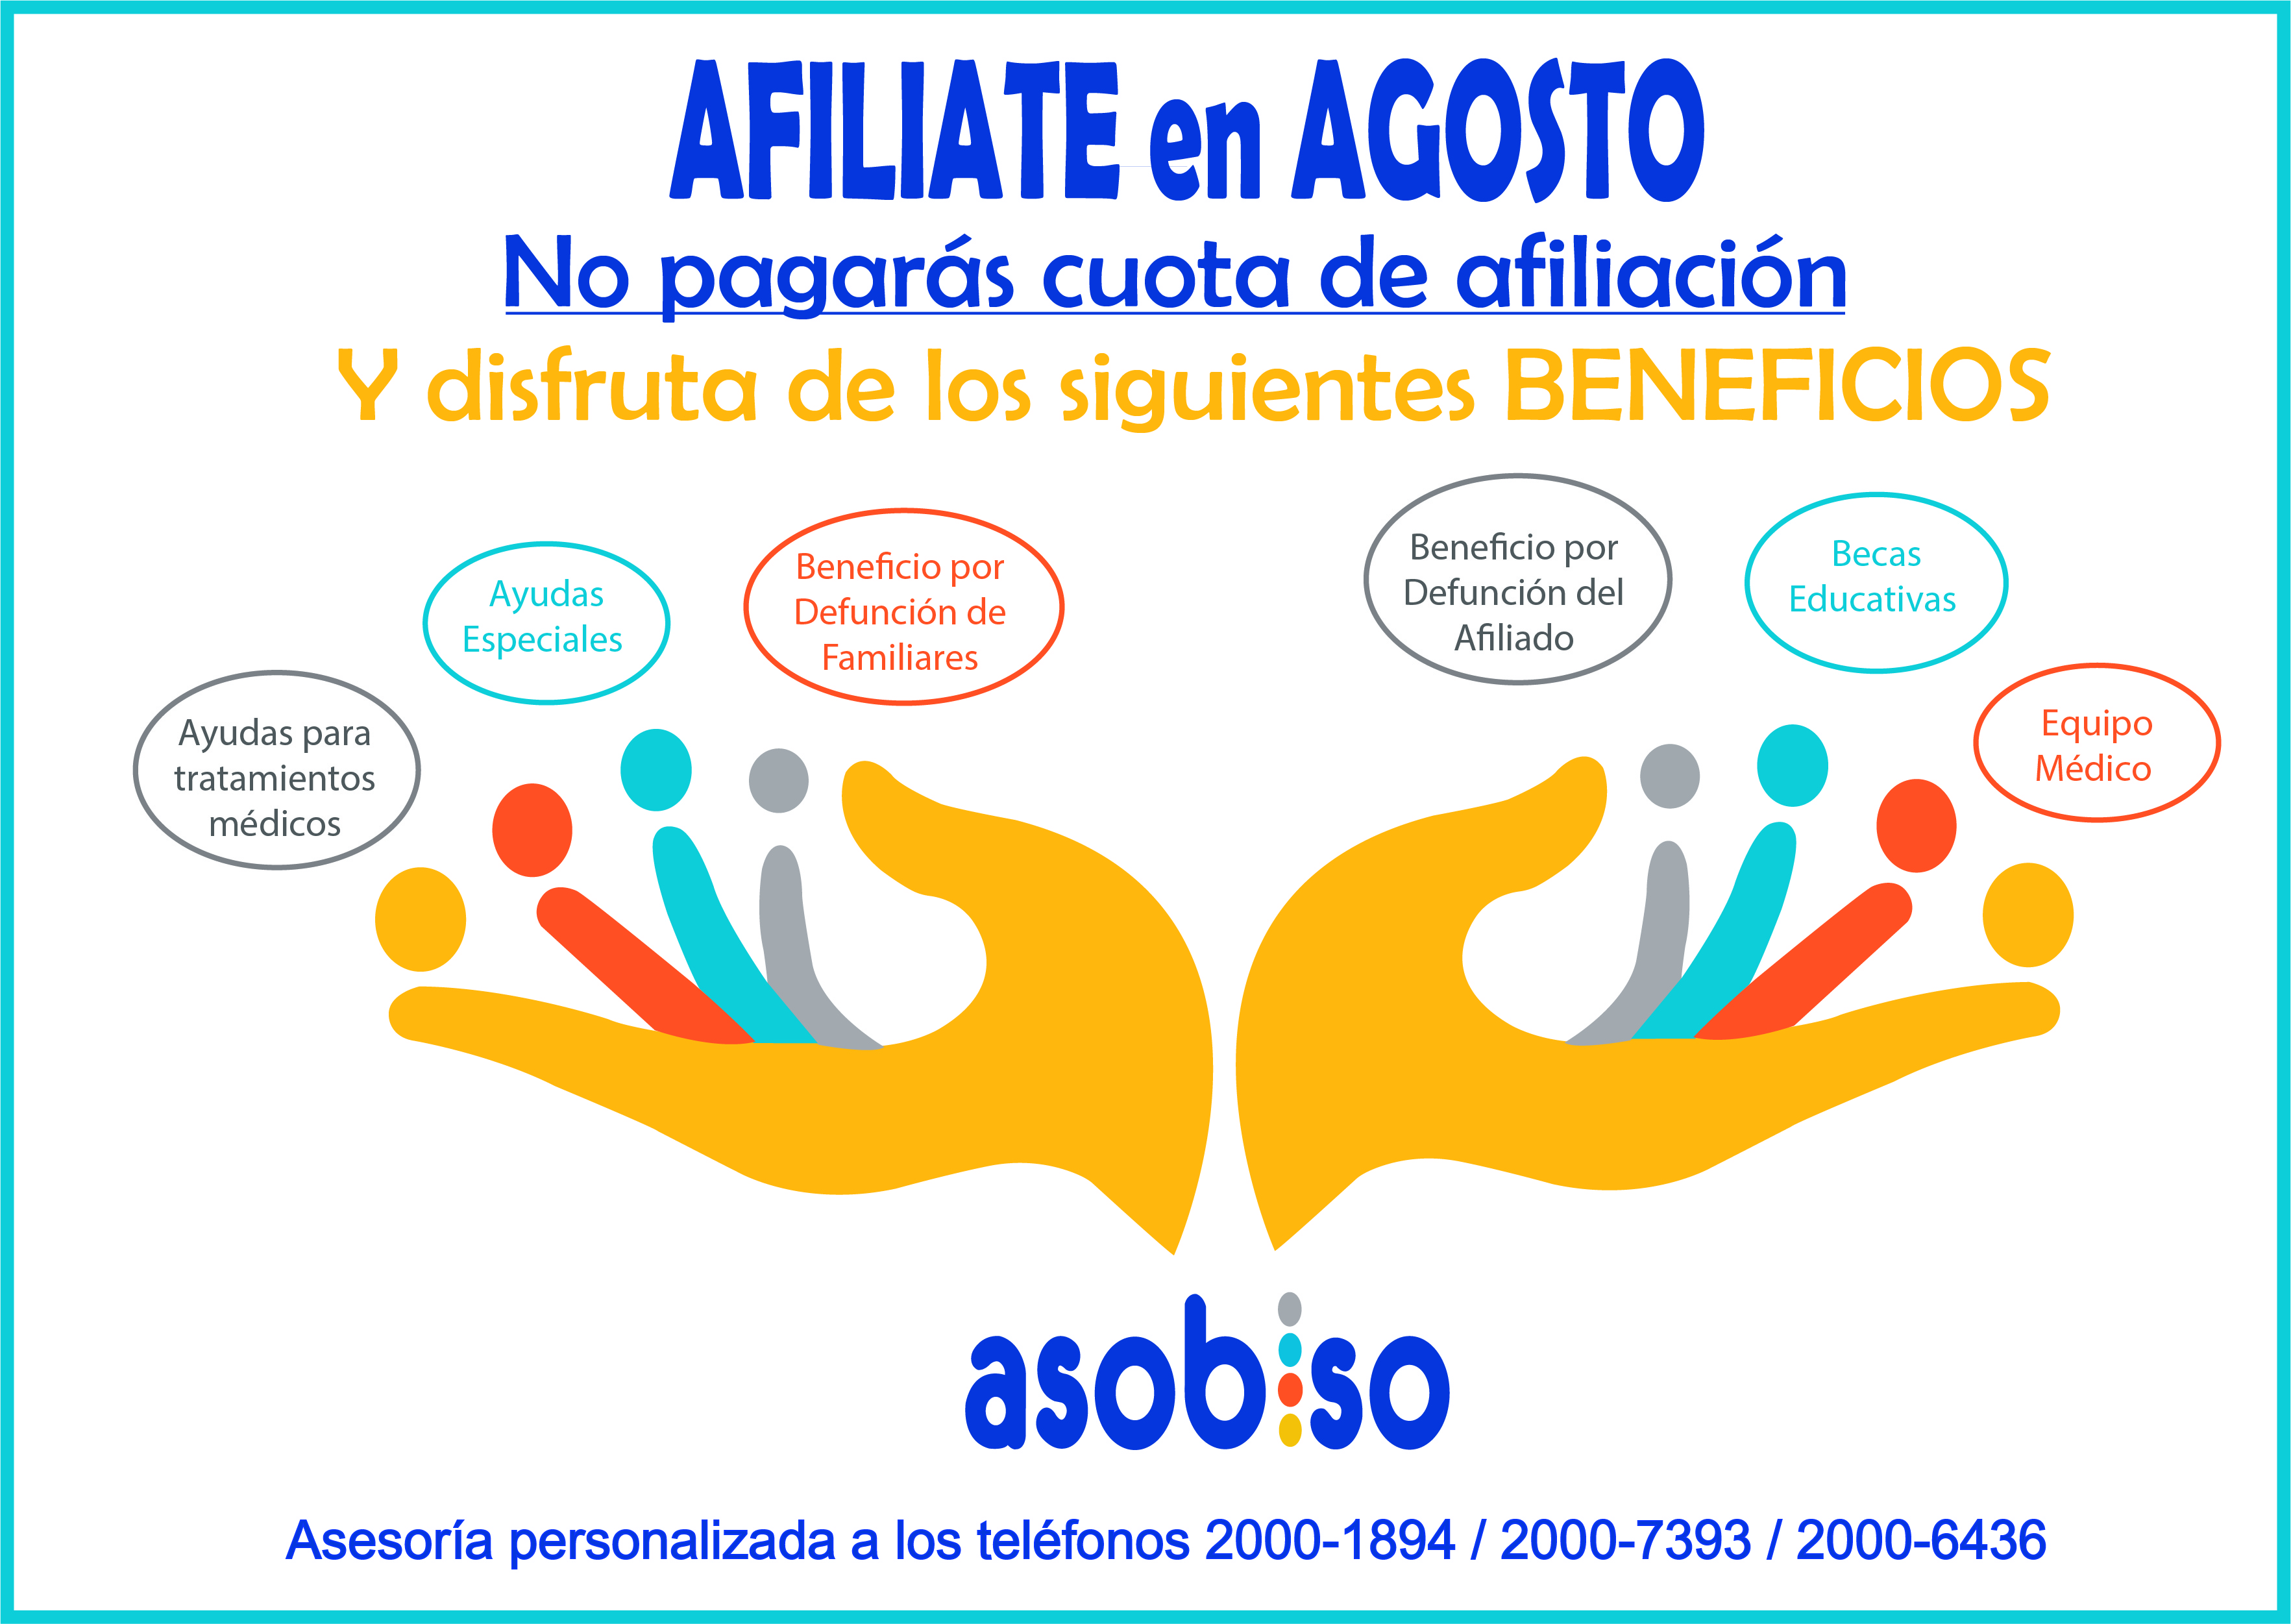 AFILIATE en AGOSTO
No pagarás cuota de afiliación
Y disfruta de los siguientes BENEFICIOS
Ayudas para
tratamientos
médicos
Ayudas
Especiales
Beneficio por
Defunción de
Familiares
Beneficio por
Defunción del
Afiliado
Becas
Educativas
Equipo
Médico
asobiso
Asesoría personalizada a los teléfonos 2000-1894 / 2000-7393 / 2000-6436